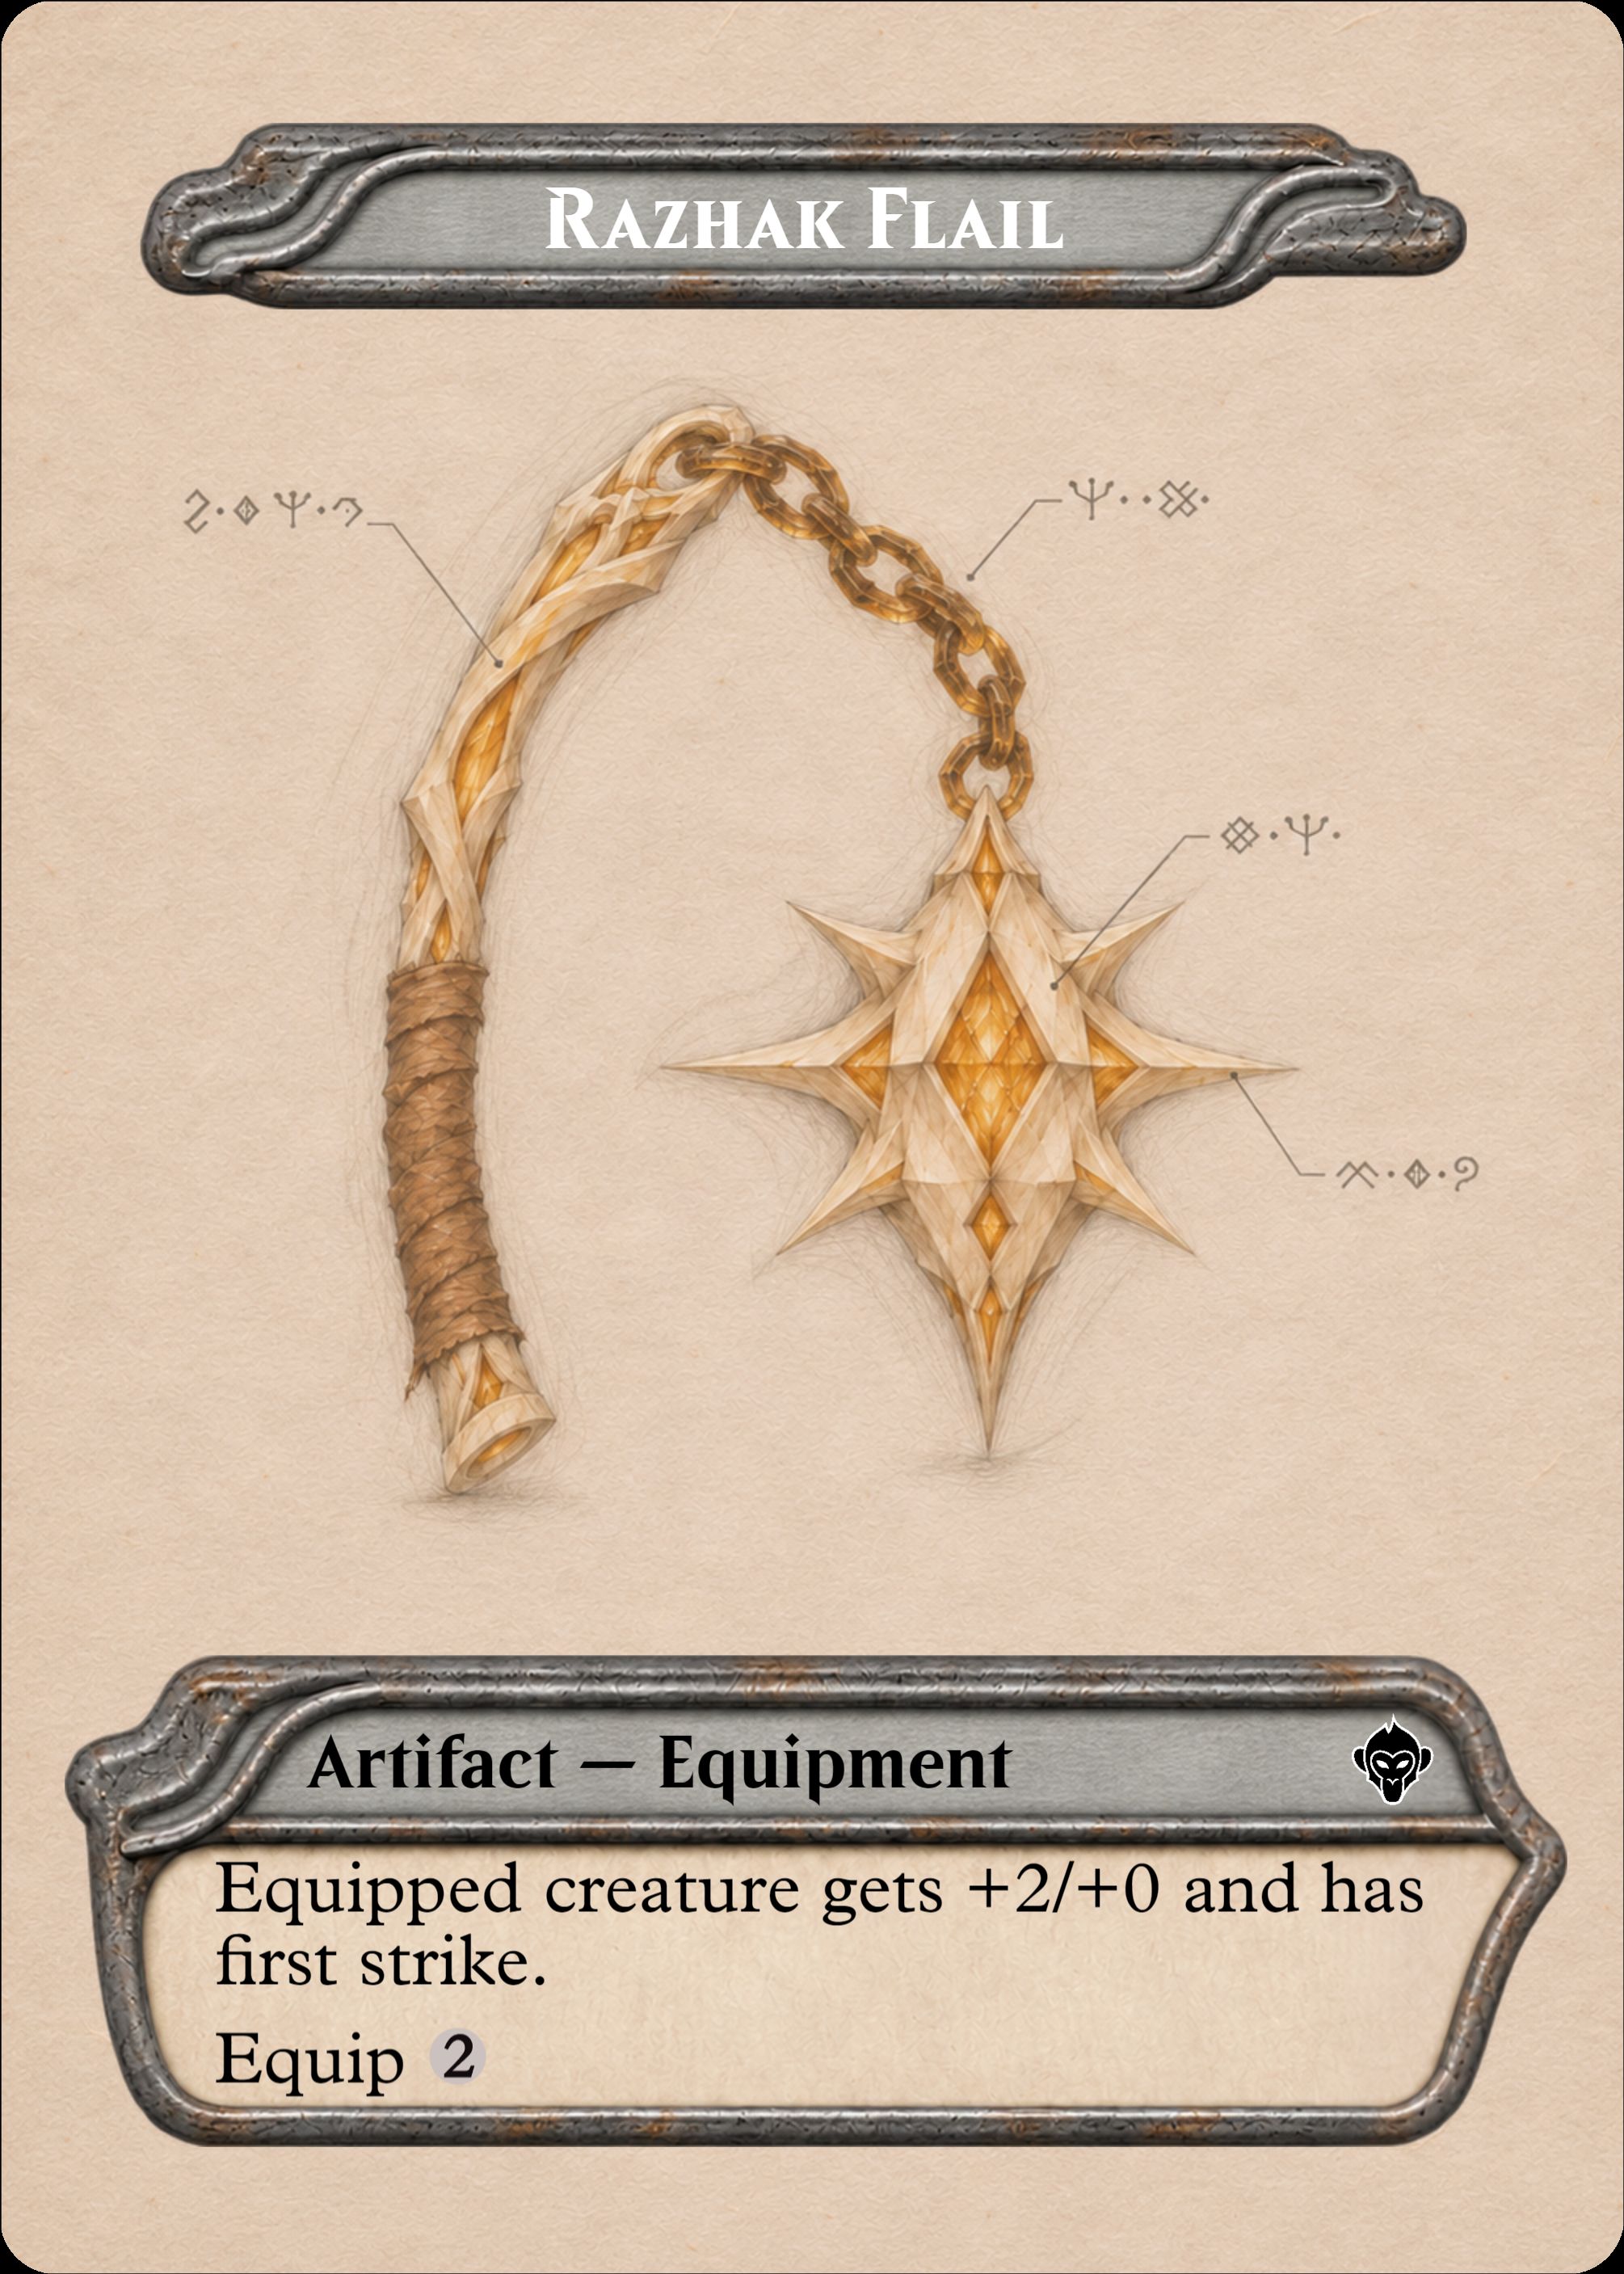 Razhak Flail
Artifact — Equipment
Equipped creature gets +2/+0 and has
first strike.
Equip 2